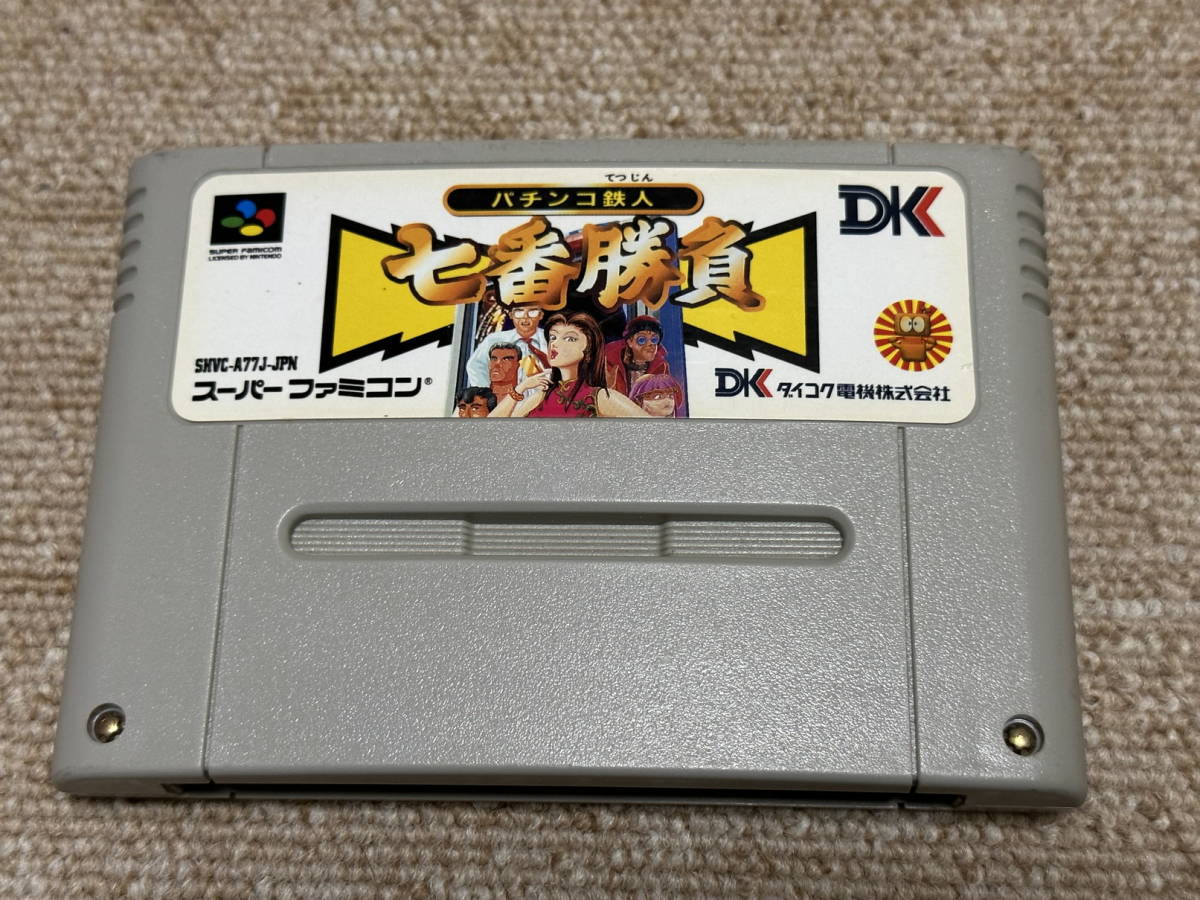 てつじん
パチンコ鉄人
七番勝負
DK
SUPER FAMICOM
LICENSED BY NINTENDO
SHVC-A77J-JPN
スーパーファミコン®
DK ダイコク電機株式会社